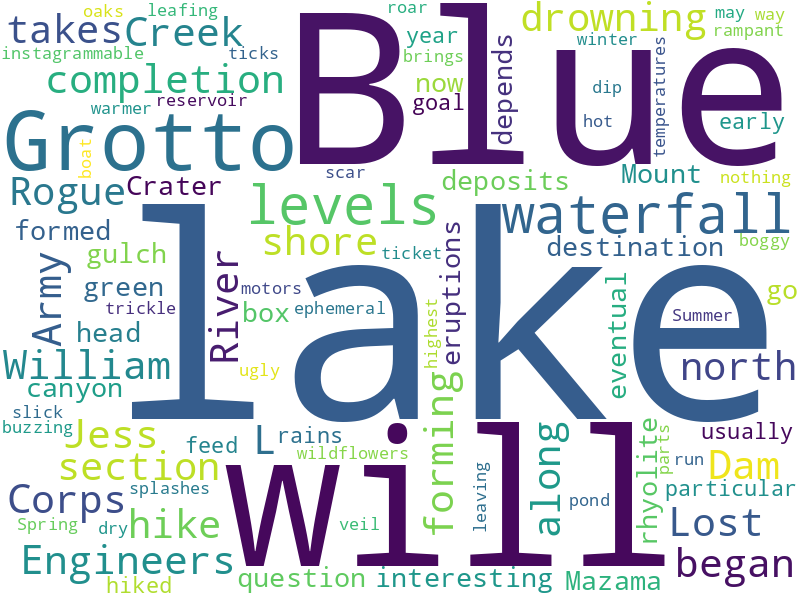 oaks leafing roar may way
takes Creek Blue year drowning winter rampant
instagrammable ticks brings depends temperatures
completion now dip
warmer reservoir goal hot early
Grotto
boat scar Mount nothing
Rogue Crater levels deposits waterfall
formed shore destination boggy
gulch River ticket eruptions
Army green lake motors eventual go
trickle box ephemeral highest Summer
head
William ugly north
canyon forming
slick Will usually
buzzing Jess feed L rains along rhyolite parts
section wildflowers leaving run Dam
Corps splashes pond particular
Spring dry hike veil Lost
Engineers began
hiked question interesting Mazama